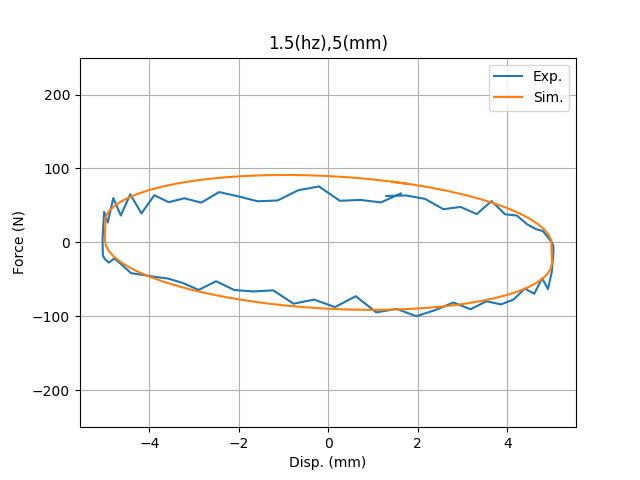 1.5(hz),5(mm)
Exp.
Sim.
Force (N)
200
100
0
−100
−200
−4
−2
0
2
4
Disp. (mm)